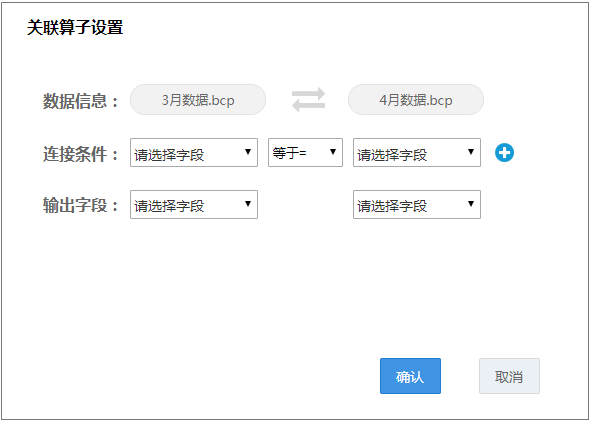 关联算子设置
数据信息： 3月数据.bcp 4月数据.bcp
连接条件： 请选择字段 等于= 请选择字段
输出字段： 请选择字段 请选择字段
确认 取消